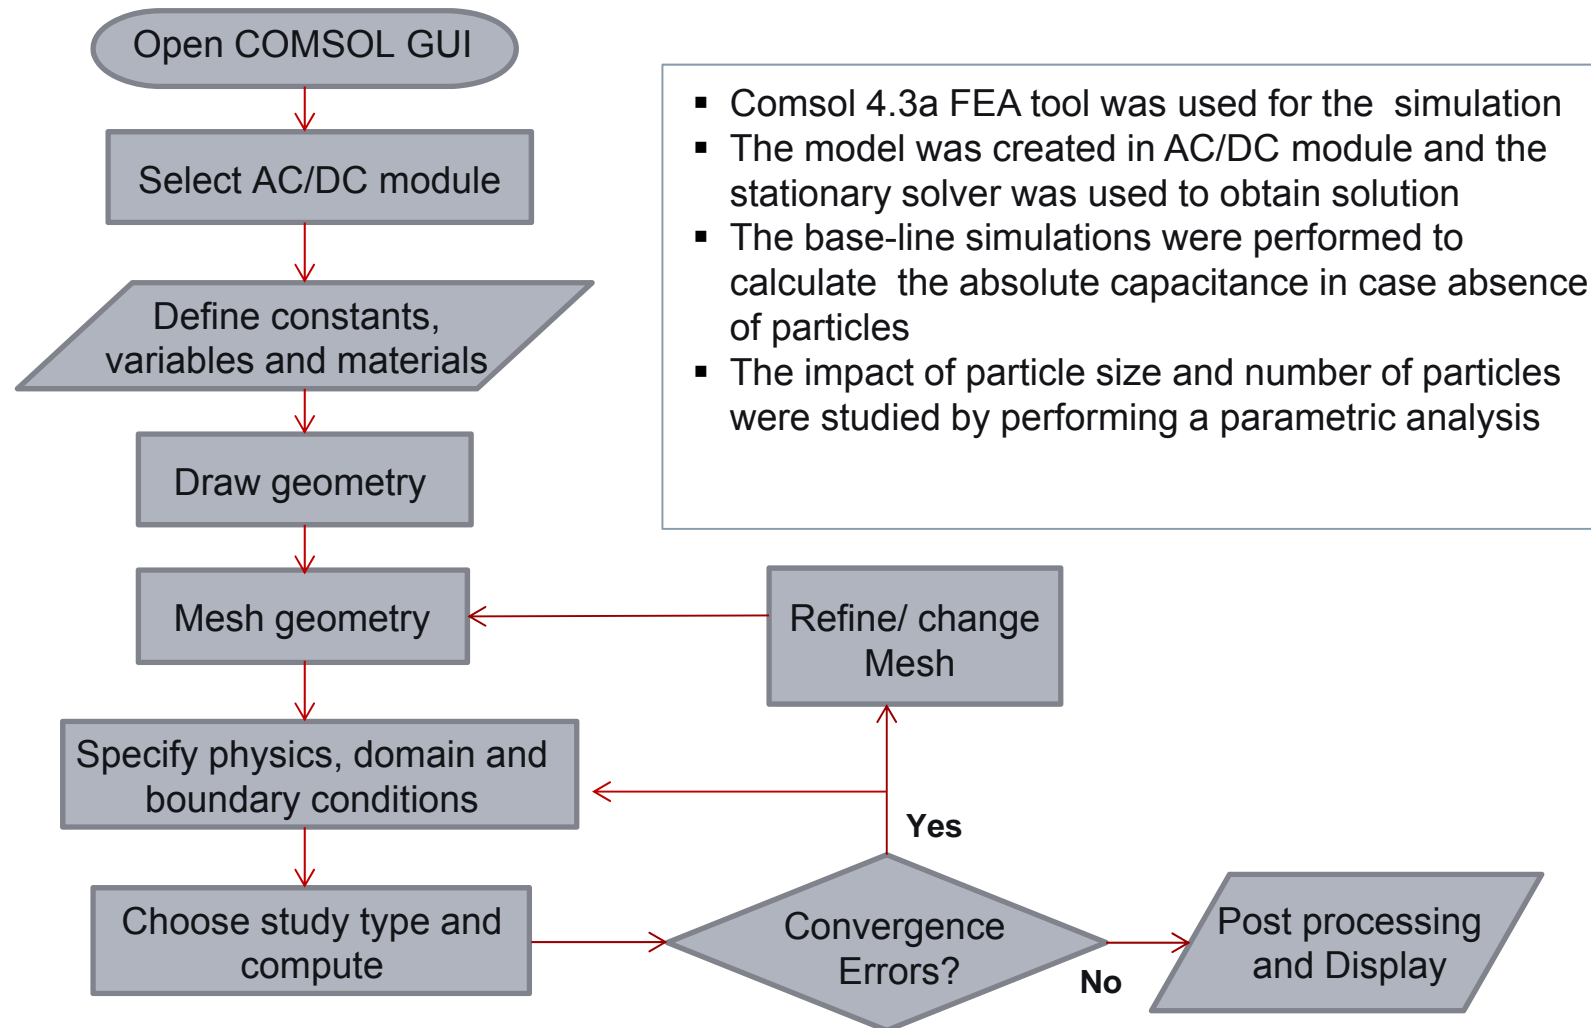 Open COMSOL GUI
Select AC/DC module
Define constants,
variables and materials
Draw geometry
Mesh geometry
Specify physics, domain and
boundary conditions
Choose study type and
compute
Convergence
Errors?
Yes
No
Refine/ change
Mesh
Post processing
and Display
▪ Comsol 4.3a FEA tool was used for the  simulation
▪ The model was created in AC/DC module and the
stationary solver was used to obtain solution
▪ The base-line simulations were performed to
calculate  the absolute capacitance in case absence
of particles
▪ The impact of particle size and number of particles
were studied by performing a parametric analysis